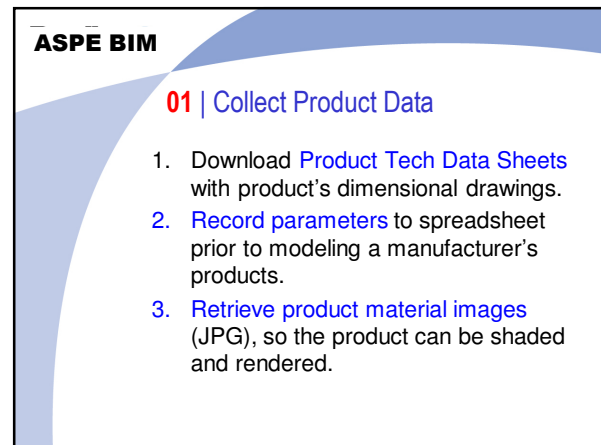 ASPE BIM
01 | Collect Product Data
1. Download Product Tech Data Sheets
with product's dimensional drawings.
2. Record parameters to spreadsheet
prior to modeling a manufacturer's
products.
3. Retrieve product material images
(JPG), so the product can be shaded
and rendered.